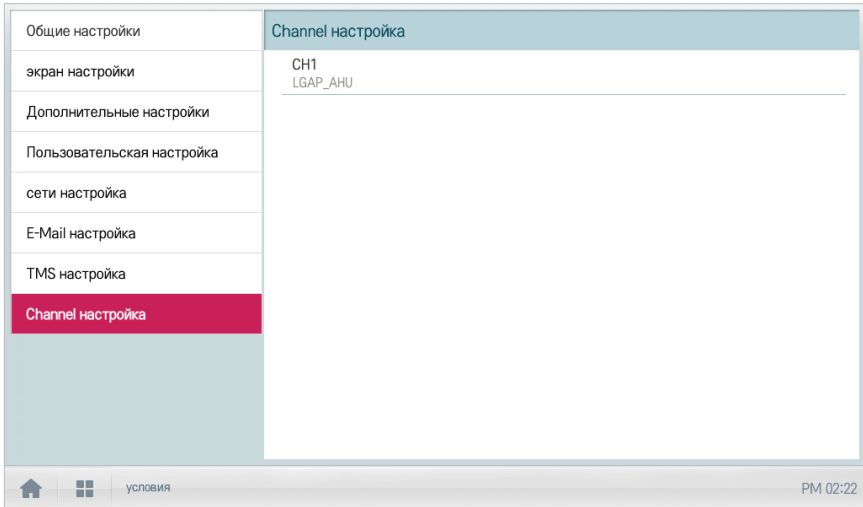 Общие настройки
экран настройки
Дополнительные настройки
Пользовательская настройка
сети настройка
E-Mail настройка
TMS настройка
Channel настройка
Channel настройка
CH1
LGAP_AHU
условия
PM 02:22